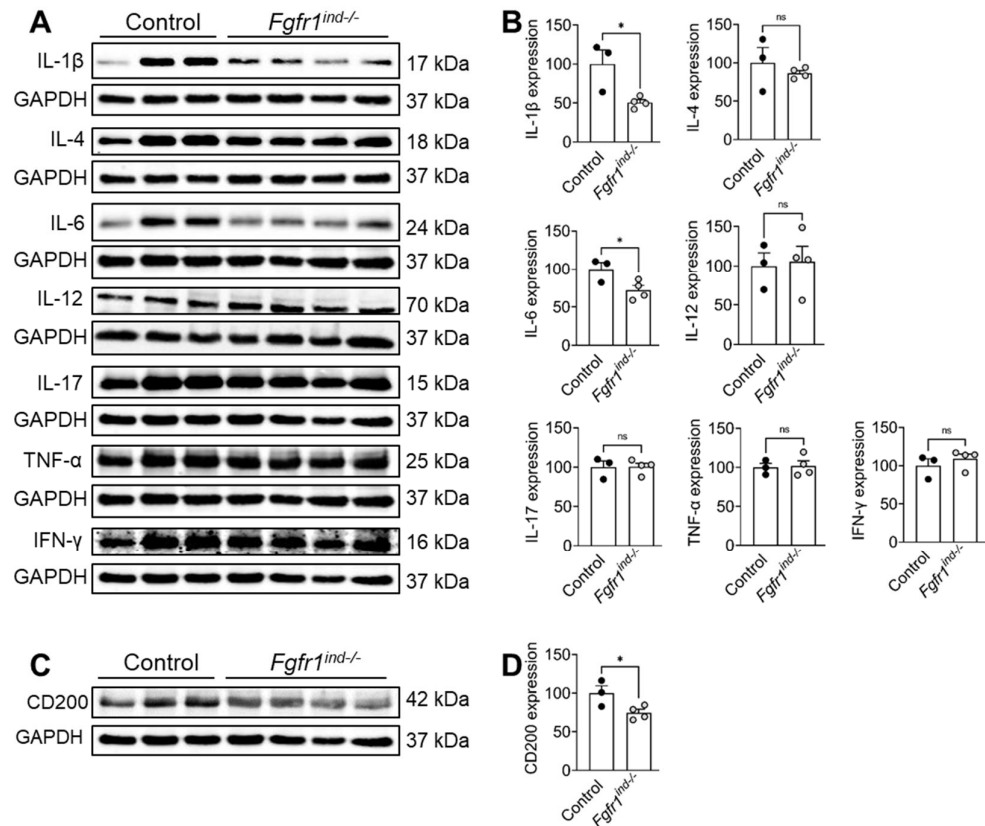 A
Control
Fgfr1ind-/-
IL-1β
17 kDa
GAPDH
37 kDa
IL-4
18 kDa
GAPDH
37 kDa
IL-6
24 kDa
GAPDH
37 kDa
IL-12
70 kDa
GAPDH
37 kDa
IL-17
15 kDa
GAPDH
37 kDa
TNF-α
25 kDa
GAPDH
37 kDa
IFN-γ
16 kDa
GAPDH
37 kDa
B
IL-1β expression
150
100
50
0
*
Control
Fgfr1ind-/-
IL-4 expression
150
100
50
0
ns
Control
Fgfr1ind-/-
IL-6 expression
150
100
50
0
*
Control
Fgfr1ind-/-
IL-12 expression
150
100
50
0
ns
Control
Fgfr1ind-/-
IL-17 expression
150
100
50
0
ns
Control
Fgfr1ind-/-
TNF-α expression
150
100
50
0
ns
Control
Fgfr1ind-/-
IFN-γ expression
150
100
50
0
ns
Control
Fgfr1ind-/-
C
Control
Fgfr1ind-/-
CD200
42 kDa
GAPDH
37 kDa
D
CD200 expression
150
100
50
0
*
Control
Fgfr1ind-/-